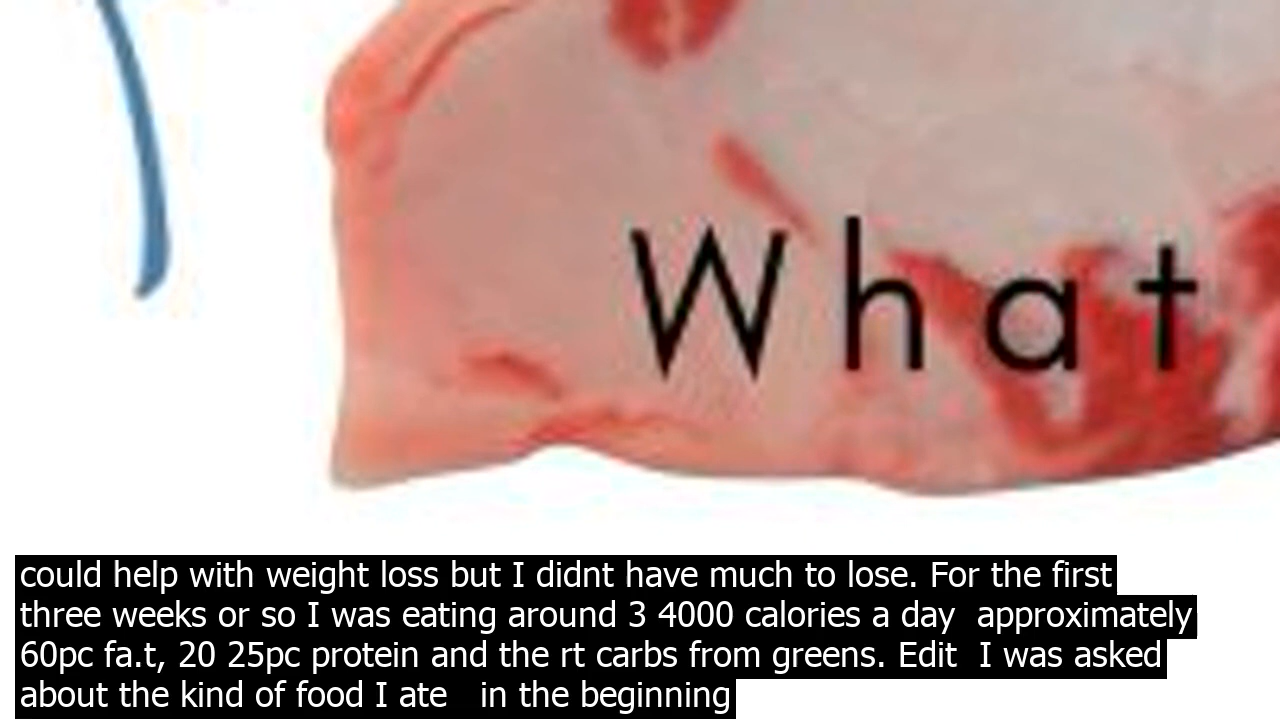 What
could help with weight loss but I didnt have much to lose. For the first
three weeks or so I was eating around 3 4000 calories a day  approximately
60pc fa.t, 20 25pc protein and the rt carbs from greens. Edit  I was asked
about the kind of food I ate   in the beginning